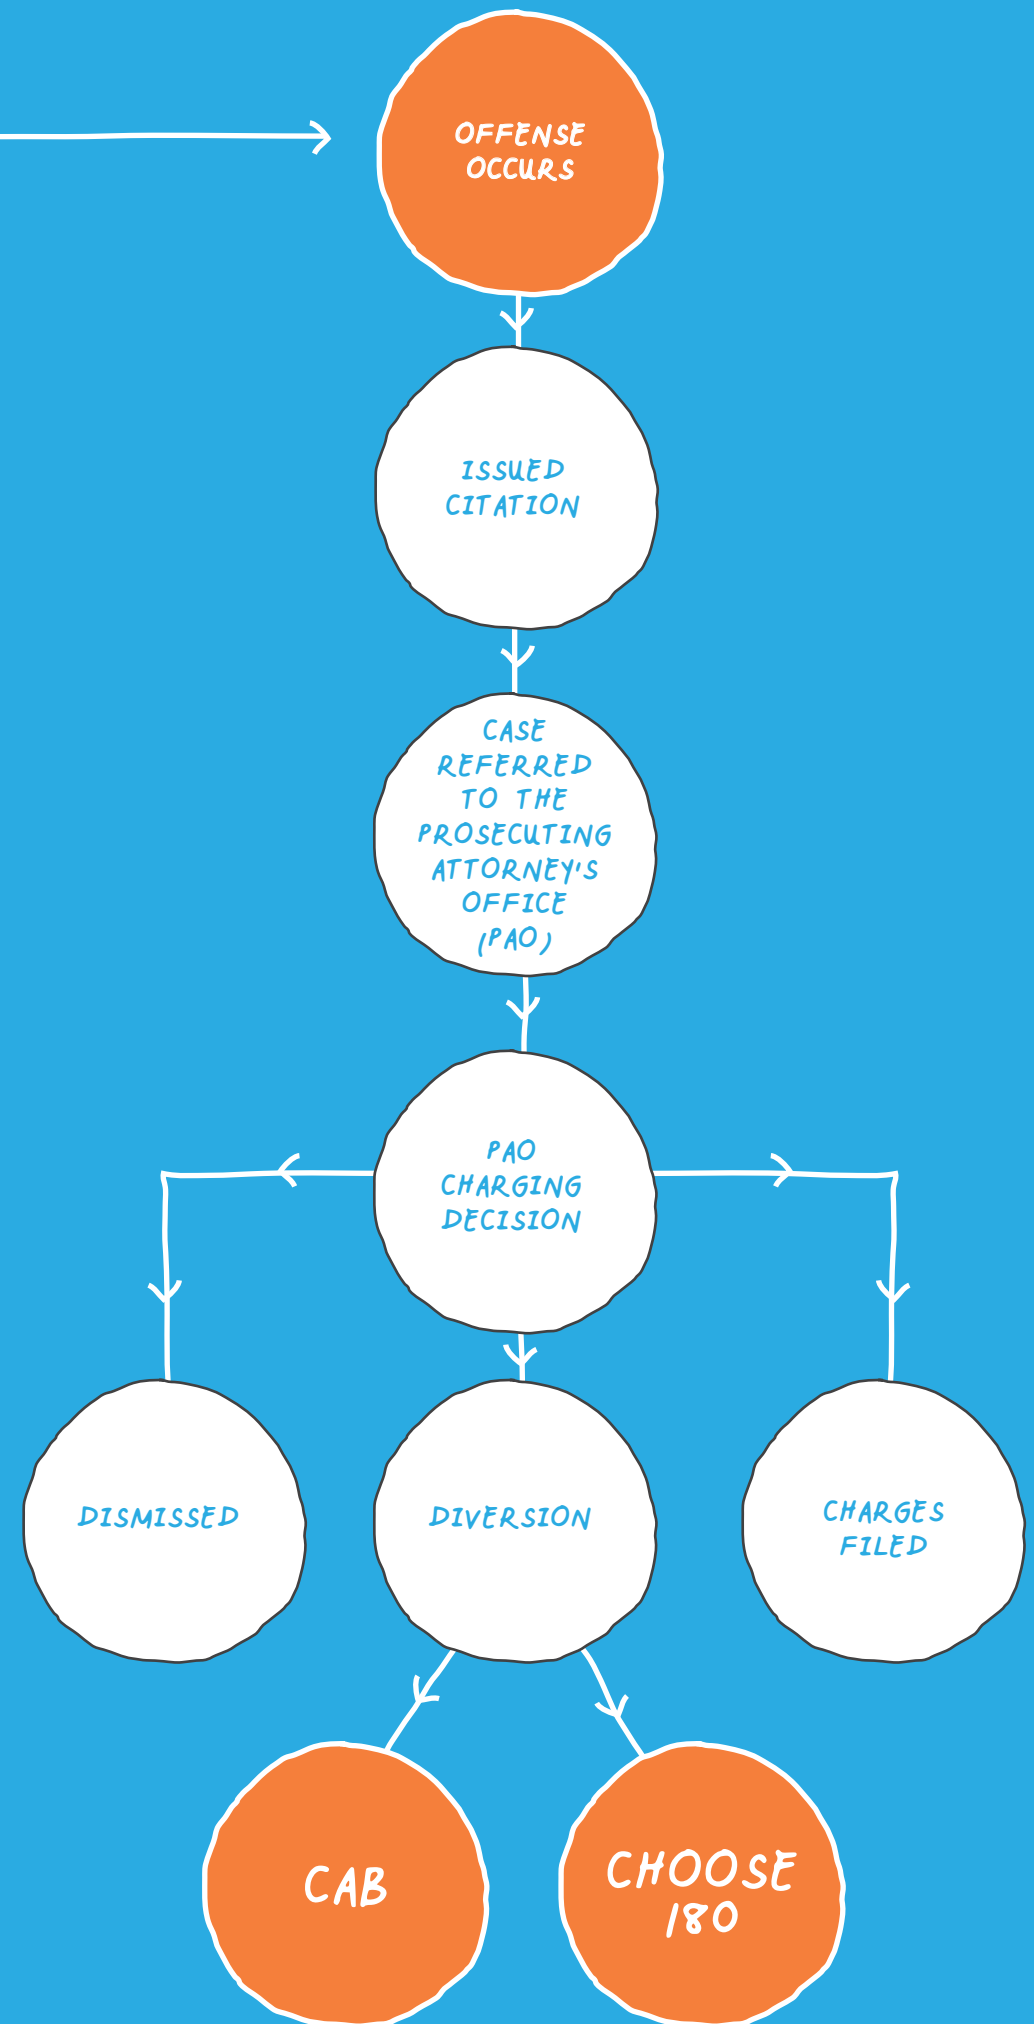 OFFENSE
OCCURS
ISSUED
CITATION
CASE
REFERRED
TO THE
PROSECUTING
ATTORNEY'S
OFFICE
(PAO)
PAO
CHARGING
DECISION
DISMISSED
DIVERSION
CHARGES
FILED
CAB
CHOOSE
180